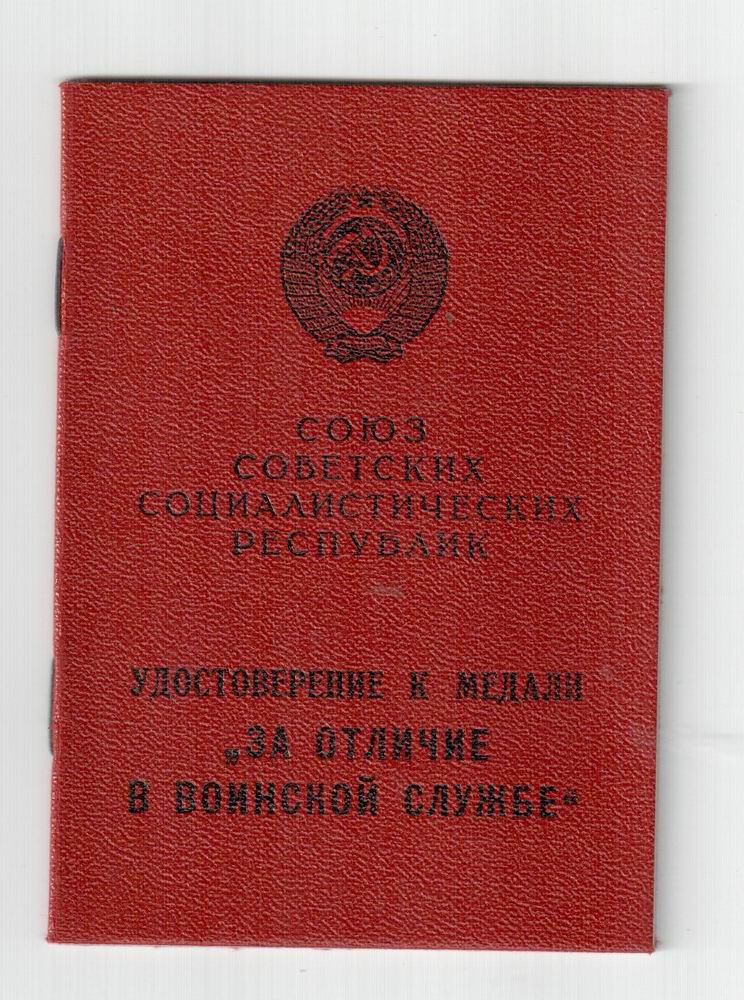 СОЮЗ
СОВЕТСКИХ
СОЦИАЛИСТИЧЕСКИХ
РЕСПУБЛИК
УДОСТОВЕРЕНИЕ К МЕДАЛИ
„ЗА ОТЛИЧИЕ
В ВОИНСКОЙ СЛУЖБЕ“